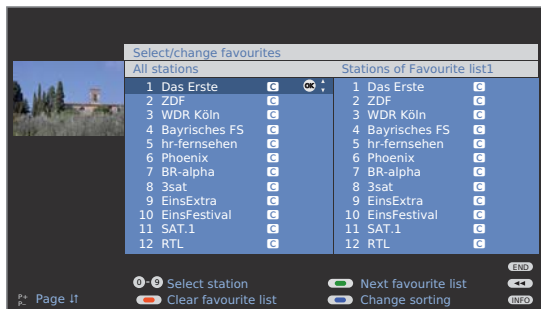 Select/change favourites
All stations Stations of Favourite list1
1 Das Erste C OK 1 Das Erste C
2 ZDF C 2 ZDF C
3 WDR Köln C 3 WDR Köln C
4 Bayrisches FS C 4 Bayrisches FS C
5 hr-fernsehen C 5 hr-fernsehen C
6 Phoenix C 6 Phoenix C
7 BR-alpha C 7 BR-alpha C
8 3sat C 8 3sat C
9 EinsExtra C 9 EinsExtra C
10 EinsFestival C 10 EinsFestival C
11 SAT.1 C 11 SAT.1 C
12 RTL C 12 RTL C
END
0-9 Select station Next favourite list
P+ P- Page Clear favourite list Change sorting INFO